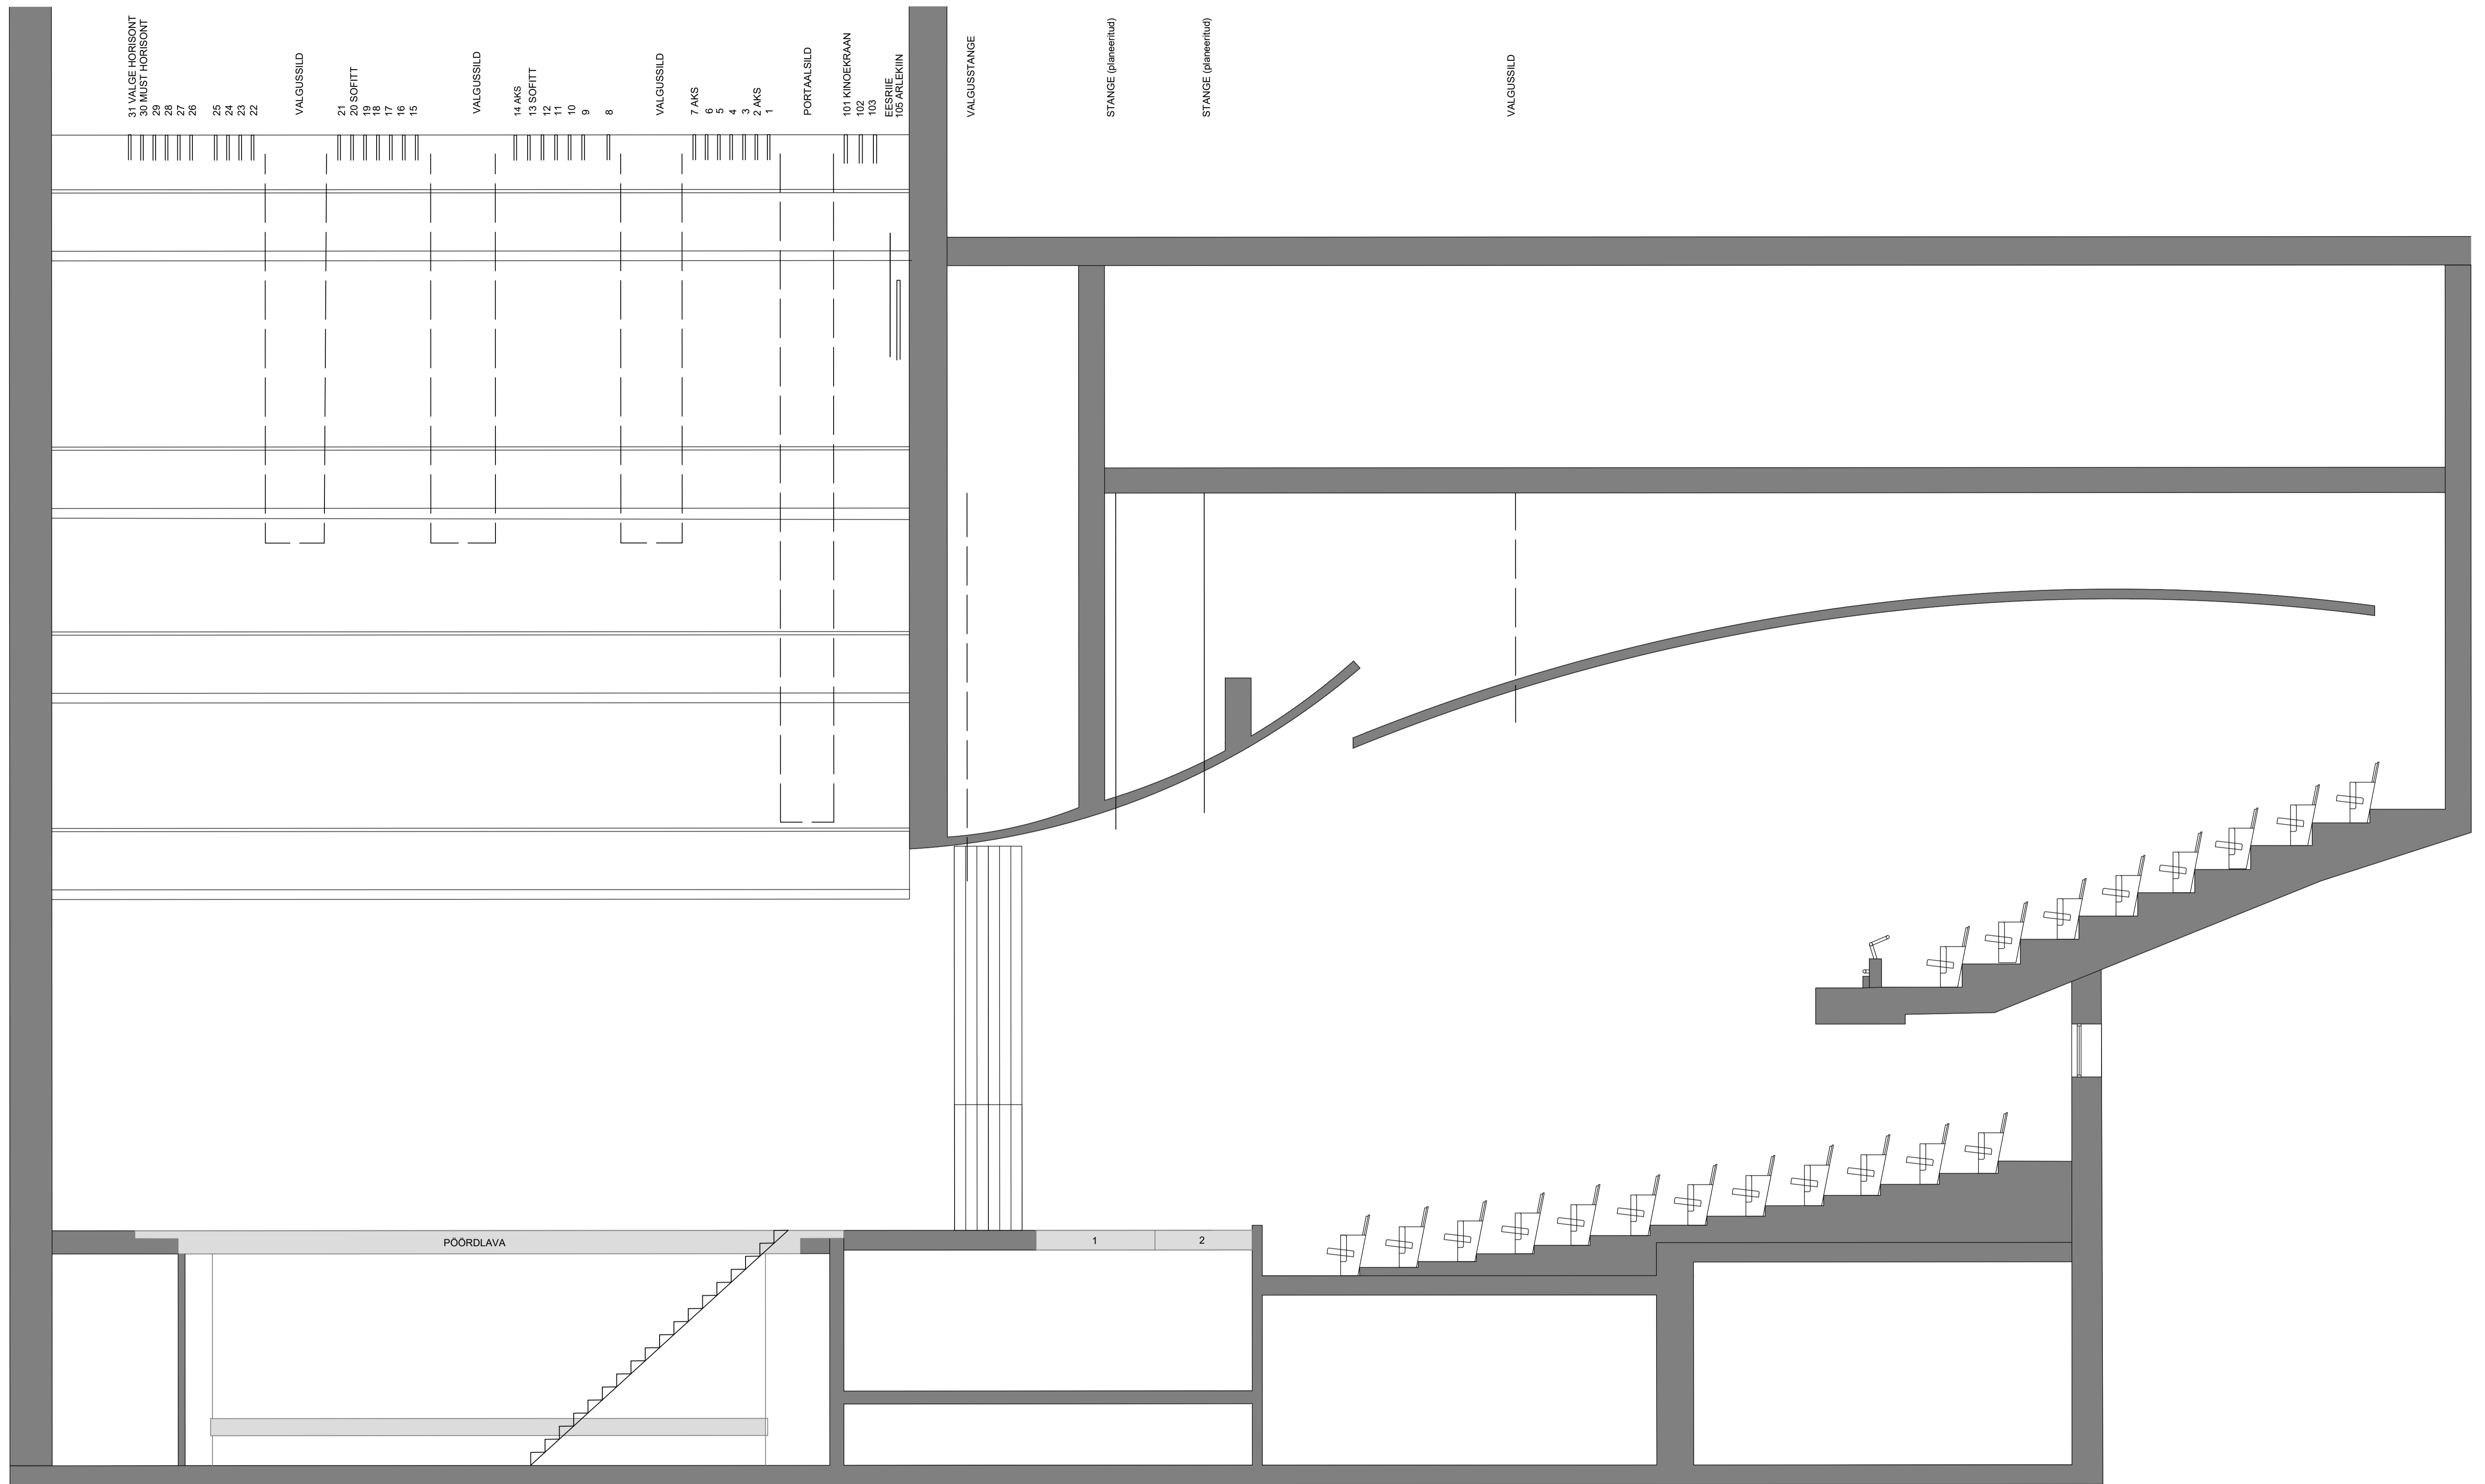 31 VALGE HORISONT
30 MUST HORISONT
29
28
27
26
25
24
23
22
VALGUSSILD
21
20 SOFITT
19
18
17
16
15
VALGUSSILD
14 AKS
13 SOFITT
12
11
10
9
8
VALGUSSILD
7 AKS
6
5
4
3
2 AKS
1
PORTAALSILD
101 KINOEKRAAN
102
103
EESRIIE
105 ARLEKIIN
VALGUSSTANGE
STANGE (planeeritud)
STANGE (planeeritud)
VALGUSSILD
PÖÖRDLAVA
1
2